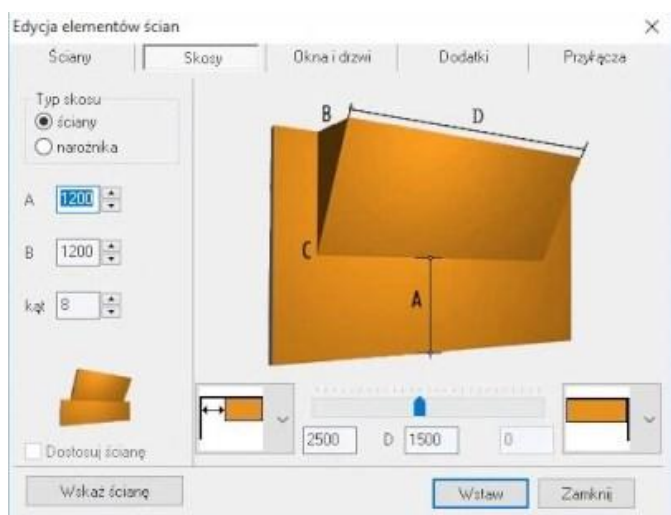 Edycja elementów ścian
Ściany Skosy Okna i drzwi Dodatki Przyłącza
Typ skosu
ściany
narożnika
A 1200
B 1200
kąt 8
B D
C
A
Dostosuj ścianę
2500 D 1500 0
Wskaż ścianę Wstaw Zamknij